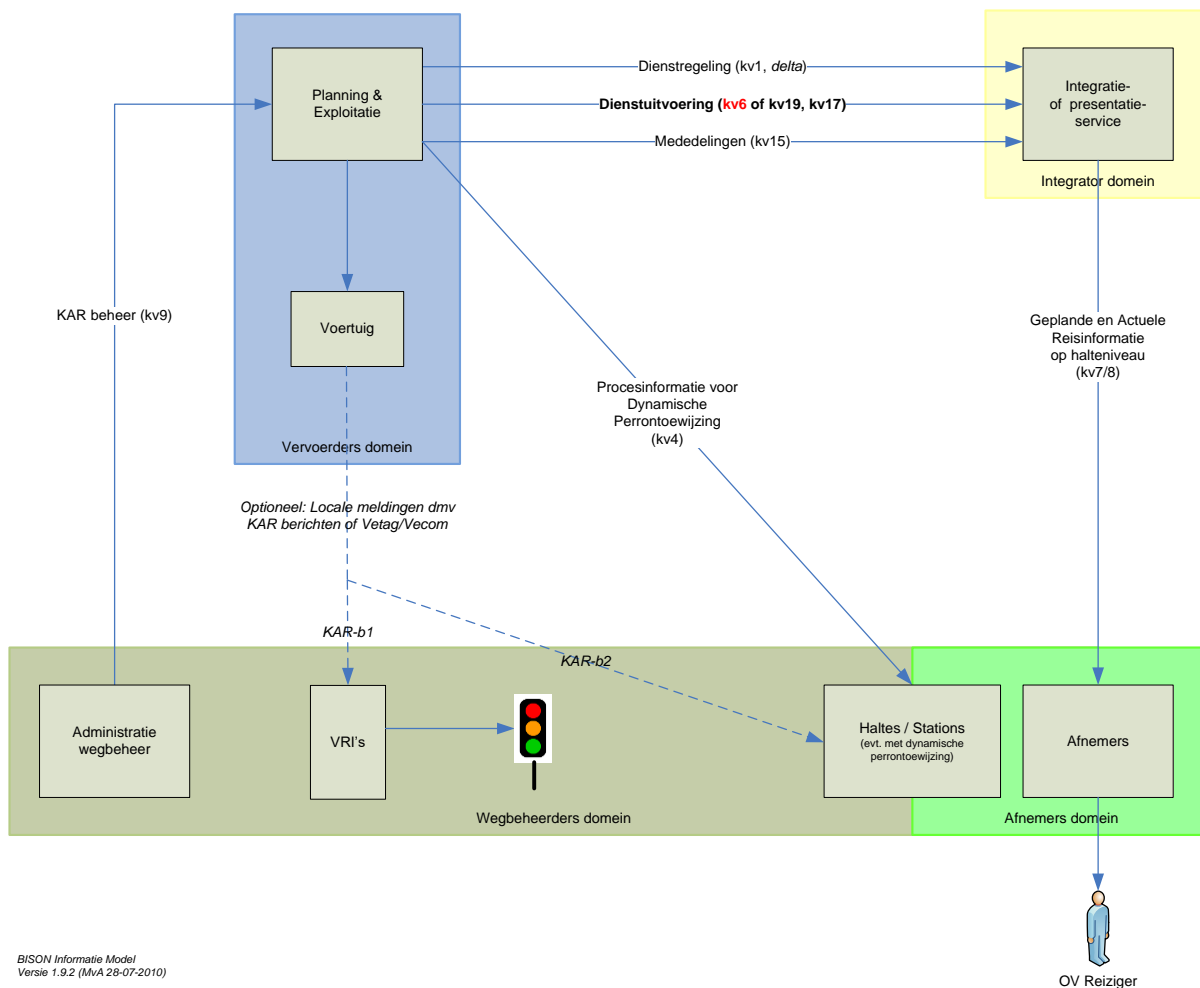 Planning &
Exploitatie
Dienstregeling (kv1, delta)
Dienstuitvoering (kv6 of kv19, kv17)
Mededelingen (kv15)
Integratie-
of presentatie-
service
Integrator domein
KAR beheer (kv9)
Voertuig
Vervoerders domein
Geplande en Actuele
Reisinformatie
op halteniveau
(kv7/8)
Procesinformatie voor
Dynamische
Perrontoewijzing
(kv4)
Optioneel: Locale meldingen dmv
KAR berichten of Vetag/Vecom
KAR-b1
KAR-b2
Administratie
wegbeheer
VRI's
Haltes / Stations
(evt. met dynamische
perrontoewijzing)
Afnemers
Wegbeheerders domein
Afnemers domein
BISON Informatie Model
Versie 1.9.2 (MvA 28-07-2010)
OV Reiziger